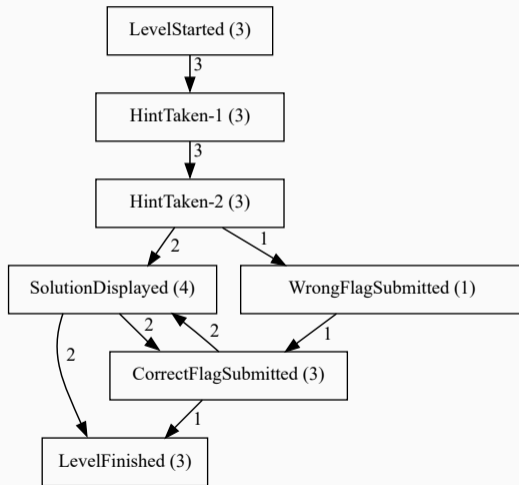 LevelStarted (3)
3
HintTaken-1 (3)
3
HintTaken-2 (3)
2
1
SolutionDisplayed (4)
WrongFlagSubmitted (1)
2
2
2
1
CorrectFlagSubmitted (3)
1
LevelFinished (3)